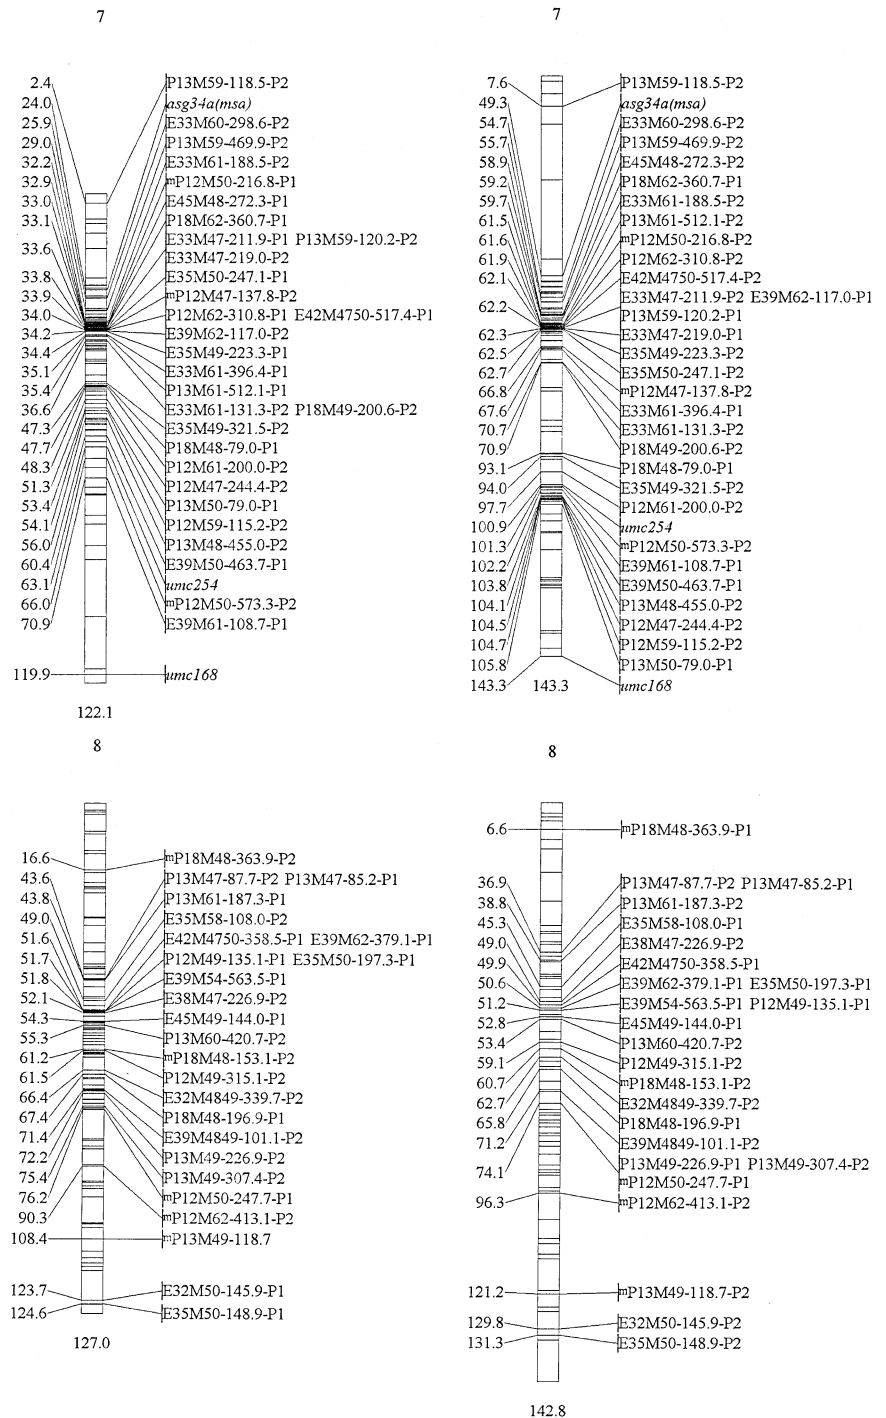 7
2.4 P13M59-118.5-P2
24.0 asg34a(msa)
25.9 E33M60-298.6-P2
29.0 P13M59-469.9-P2
32.2 E33M61-188.5-P2
32.9 mP12M50-216.8-P1
33.0 E45M48-272.3-P1
33.1 P18M62-360.7-P1
33.6 E33M47-211.9-P1 P13M59-120.2-P2
E33M47-219.0-P2
33.8 E35M50-247.1-P1
33.9 mP12M47-137.8-P2
34.0 P12M62-310.8-P1 E42M4750-517.4-P1
34.2 E39M62-117.0-P2
34.4 E35M49-223.3-P1
35.1 E33M61-396.4-P1
35.4 P13M61-512.1-P1
36.6 E33M61-131.3-P2 P18M49-200.6-P2
47.3 E35M49-321.5-P2
47.7 P18M48-79.0-P1
48.3 P12M61-200.0-P2
51.3 P12M47-244.4-P2
53.4 P13M50-79.0-P1
54.1 P12M59-115.2-P2
56.0 P13M48-455.0-P2
60.4 E39M50-463.7-P1
63.1 umc254
66.0 mP12M50-573.3-P2
70.9 E39M61-108.7-P1
119.9 umc168
122.1
7
7.6 P13M59-118.5-P2
49.3 asg34a(msa)
54.7 E33M60-298.6-P2
55.7 P13M59-469.9-P2
58.9 E45M48-272.3-P2
59.2 P18M62-360.7-P1
59.7 E33M61-188.5-P2
61.5 P13M61-512.1-P2
61.6 mP12M50-216.8-P2
61.9 P12M62-310.8-P2
62.1 E42M4750-517.4-P2
62.2 E33M47-211.9-P2 E39M62-117.0-P1
P13M59-120.2-P1
62.3 E33M47-219.0-P1
62.5 E35M49-223.3-P2
62.7 E35M50-247.1-P2
66.8 mP12M47-137.8-P2
67.6 E33M61-396.4-P1
70.7 E33M61-131.3-P2
70.9 P18M49-200.6-P2
93.1 P18M48-79.0-P1
94.0 E35M49-321.5-P2
97.7 P12M61-200.0-P2
100.9 umc254
101.3 mP12M50-573.3-P2
102.2 E39M61-108.7-P1
103.8 E39M50-463.7-P1
104.1 P13M48-455.0-P2
104.5 P12M47-244.4-P2
104.7 P12M59-115.2-P2
105.8 P13M50-79.0-P1
143.3 143.3 umc168
8
16.6 mP18M48-363.9-P2
43.6 P13M47-87.7-P2 P13M47-85.2-P1
43.8 P13M61-187.3-P1
49.0 E35M58-108.0-P2
51.6 E42M4750-358.5-P1 E39M62-379.1-P1
51.7 P12M49-135.1-P1 E35M50-197.3-P1
51.8 E39M54-563.5-P1
52.1 E38M47-226.9-P2
54.3 E45M49-144.0-P1
55.3 P13M60-420.7-P2
61.2 mP18M48-153.1-P2
61.5 P12M49-315.1-P2
66.4 E32M4849-339.7-P2
67.4 P18M48-196.9-P1
71.4 E39M4849-101.1-P2
72.2 P13M49-226.9-P2
75.4 P13M49-307.4-P2
76.2 mP12M50-247.7-P1
90.3 mP12M62-413.1-P2
108.4 mP13M49-118.7
123.7 E32M50-145.9-P1
124.6 E35M50-148.9-P1
127.0
8
6.6 mP18M48-363.9-P1
36.9 P13M47-87.7-P2 P13M47-85.2-P1
38.8 P13M61-187.3-P2
45.3 E35M58-108.0-P1
49.0 E38M47-226.9-P2
49.9 E42M4750-358.5-P1
50.6 E39M62-379.1-P1 E35M50-197.3-P1
51.2 E39M54-563.5-P1 P12M49-135.1-P1
52.8 E45M49-144.0-P1
53.4 P13M60-420.7-P2
59.1 P12M49-315.1-P2
60.7 mP18M48-153.1-P2
62.7 E32M4849-339.7-P2
65.8 P18M48-196.9-P1
71.2 E39M4849-101.1-P2
74.1 P13M49-226.9-P1 P13M49-307.4-P2
mP12M50-247.7-P1
96.3 mP12M62-413.1-P2
121.2 mP13M49-118.7-P2
129.8 E32M50-145.9-P2
131.3 E35M50-148.9-P2
142.8